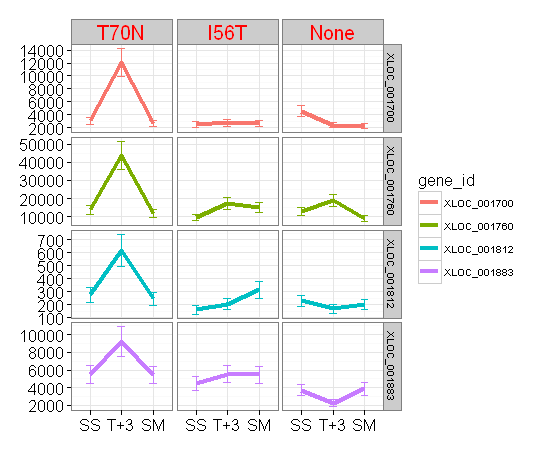 T70N I56T None
14000
12000
10000
8000
6000
4000
2000
XLOC_001700
50000
40000
30000
20000
10000
XLOC_001760
700
600
500
400
300
200
100
XLOC_001812
10000
8000
6000
4000
2000
XLOC_001883
SS T+3 SM SS T+3 SM SS T+3 SM
gene_id
XLOC_001700
XLOC_001760
XLOC_001812
XLOC_001883